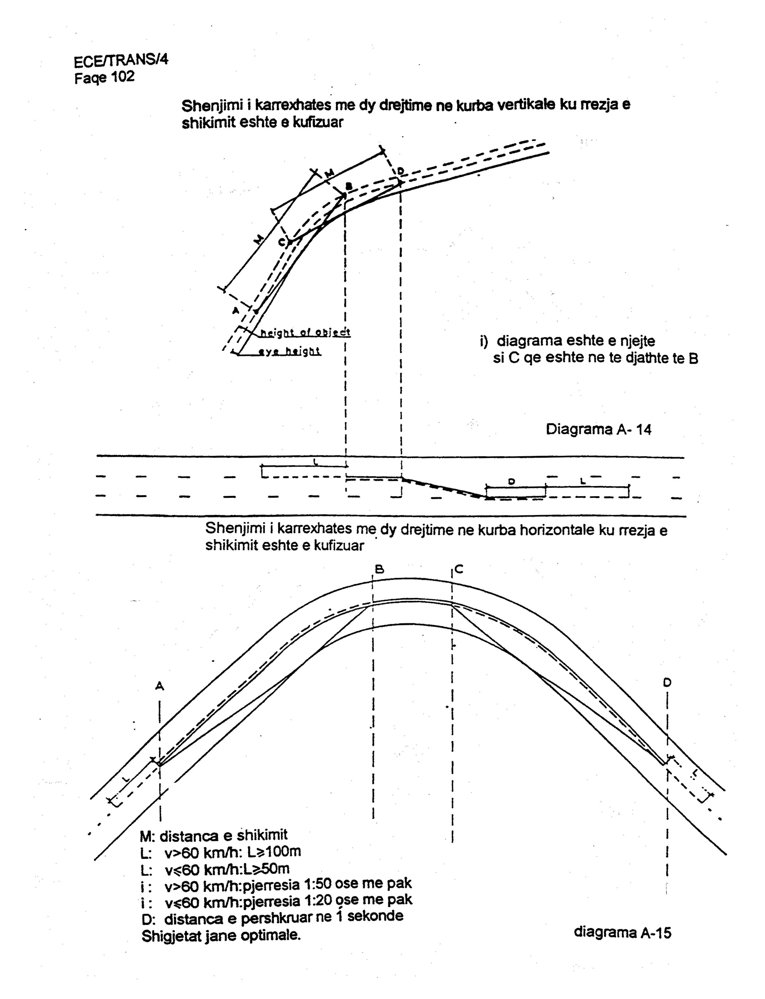 ECE/TRANS/4
Faqe 102
Shenjimi i karrexhates me dy drejtime ne kurba vertikale ku rrezja e
shikimit eshte e kufizuar
M
D
B
M
C
A
height of object
eye height
i) diagrama eshte e njejte
si C qe eshte ne te djathte te B
Diagrama A- 14
L
D
L
Shenjimi i karrexhates me dy drejtime ne kurba horizontale ku rrezja e
shikimit eshte e kufizuar
B
C
A
D
L
L
M: distanca e shikimit
L: v>60 km/h: L⩾100m
L: v⩽60 km/h:L⩾50m
i : v>60 km/h:pjerresia 1:50 ose me pak
i : v⩽60 km/h:pjerresia 1:20 ose me pak
D: distanca e pershkruar ne 1 sekonde
Shigjetat jane optimale.
diagrama A-15